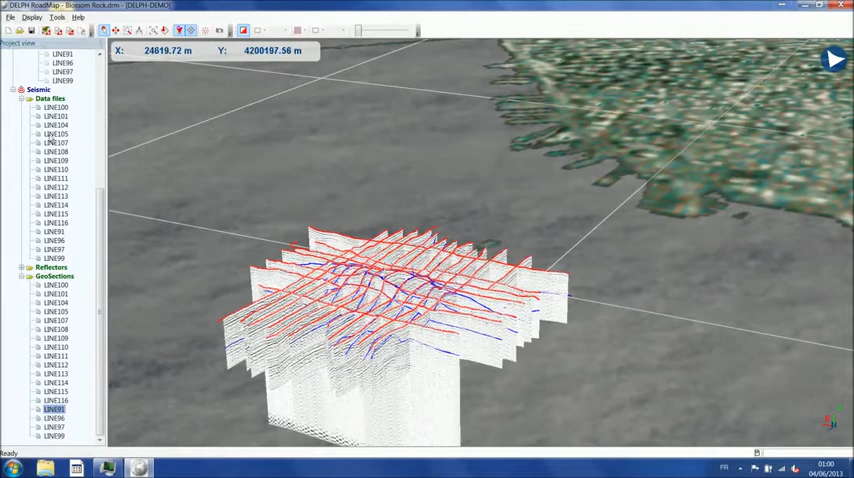 DELPH RoadMap - Blossom Rock.drm - [DELPH-DEMO]
File Display Tools Help
Project view
X: 24619.72 m Y: 4200197.56 m
LINE91
LINE96
LINE97
LINE99
Seismic
Data files
LINE100
LINE101
LINE104
LINE105
LINE107
LINE108
LINE109
LINE110
LINE111
LINE112
LINE113
LINE114
LINE115
LINE116
LINE91
LINE96
LINE97
LINE99
Reflectors
GeoSections
LINE100
LINE101
LINE104
LINE105
LINE107
LINE108
LINE109
LINE110
LINE111
LINE112
LINE113
LINE114
LINE115
LINE116
LINE91
LINE96
LINE97
LINE99
Ready
FR
01:00
04/06/2013